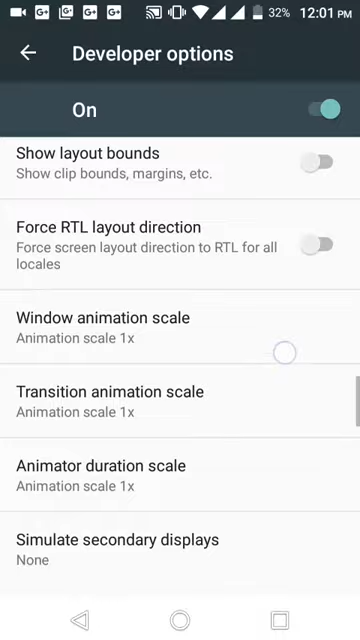 32% 12:01 PM
Developer options
On
Show layout bounds
Show clip bounds, margins, etc.
Force RTL layout direction
Force screen layout direction to RTL for all
locales
Window animation scale
Animation scale 1x
Transition animation scale
Animation scale 1x
Animator duration scale
Animation scale 1x
Simulate secondary displays
None